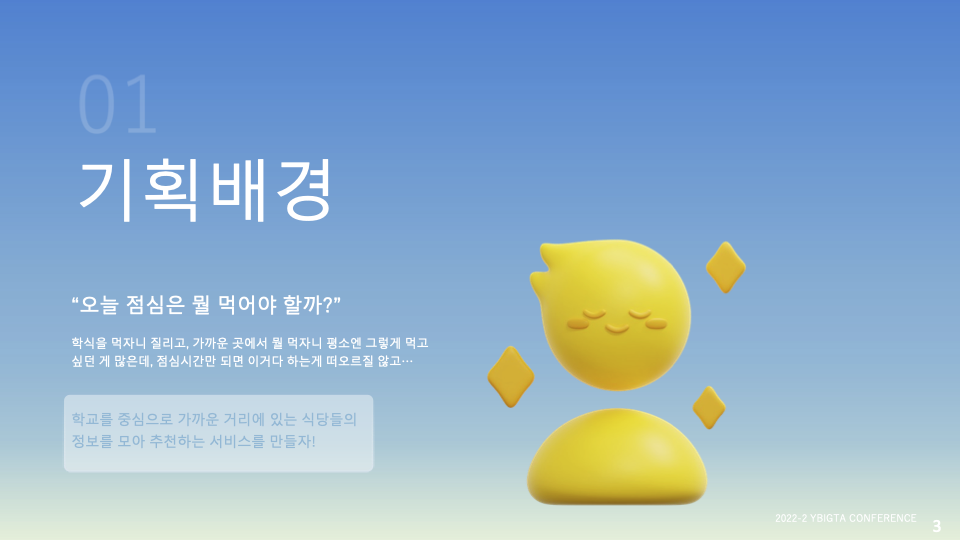 01
기획배경
“오늘 점심은 뭘 먹어야 할까?”
학식을 먹자니 질리고, 가까운 곳에서 뭘 먹자니 평소엔 그렇게 먹고
싶던 게 많은데, 점심시간만 되면 이거다 하는게 떠오르질 않고…
학교를 중심으로 가까운 거리에 있는 식당들의
정보를 모아 추천하는 서비스를 만들자!
2022-2 YBIGTA CONFERENCE
3